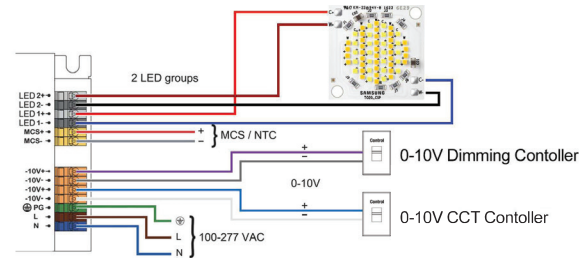 C+
W+
C-
SAMSUNG
2 LED groups
LED 2+
LED 2-
LED 1+
LED 1-
MCS+
MCS-
+
−
MCS / NTC
-10V+
-10V-
-10V+
-10V-
PG
L
N
+
−
0-10V
+
−
Control
0-10V Dimming Contoller
Control
0-10V CCT Contoller
L
N
100-277 VAC